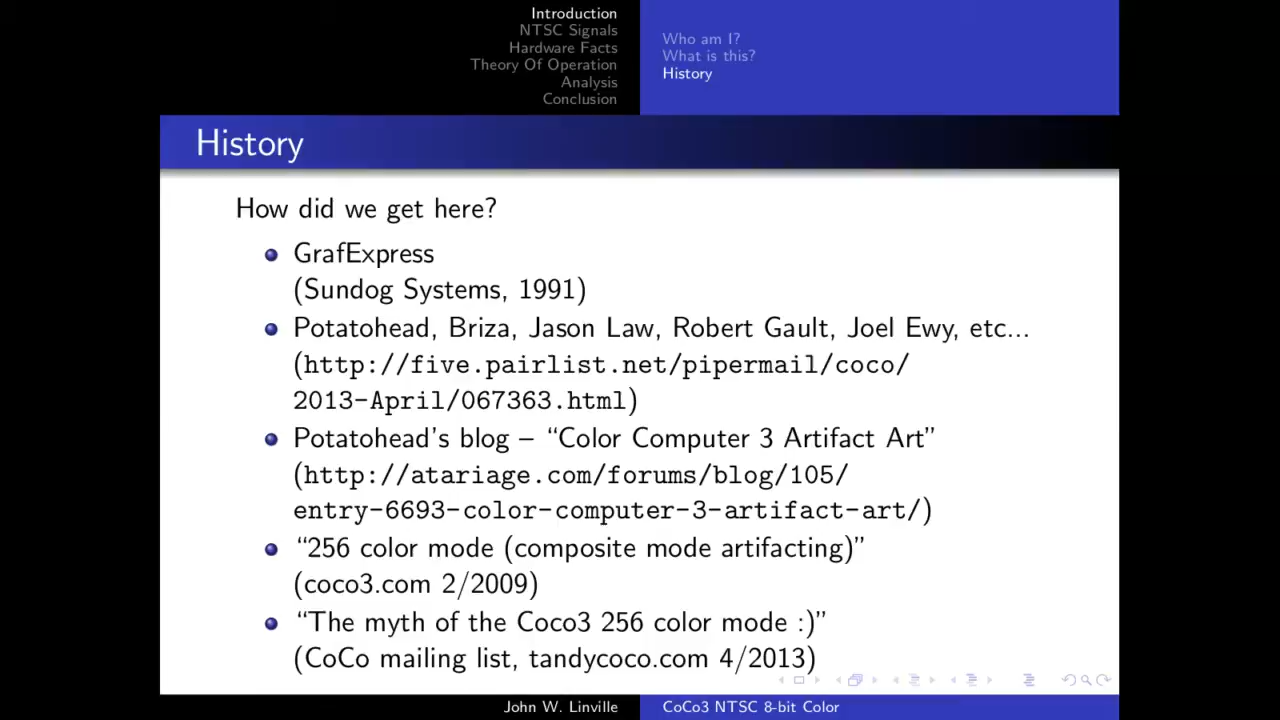 Introduction
NTSC Signals
Hardware Facts
Theory Of Operation
Analysis
Conclusion
Who am I?
What is this?
History
History
How did we get here?
GrafExpress
(Sundog Systems, 1991)
Potatohead, Briza, Jason Law, Robert Gault, Joel Ewy, etc...
(http://five.pairlist.net/pipermail/coco/
2013-April/067363.html)
Potatohead's blog – “Color Computer 3 Artifact Art”
(http://atariage.com/forums/blog/105/
entry-6693-color-computer-3-artifact-art/)
“256 color mode (composite mode artifacting)”
(coco3.com 2/2009)
“The myth of the Coco3 256 color mode :)”
(CoCo mailing list, tandycoco.com 4/2013)
John W. Linville
CoCo3 NTSC 8-bit Color